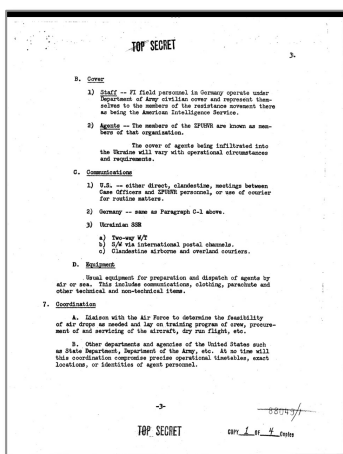 TOP SECRET
3.
B. Cover
1) Staff -- FI field personnel in Germany operate under
Department of Army civilian cover and represent them-
selves to the members of the resistance movement there
as being the American Intelligence Service.
2) Agents -- The members of the ZPUHVR are known as mem-
bers of that organization.
The cover of agents being infiltrated into
the Ukraine will vary with operational circumstances
and requirements.
C. Communications
1) U.S. -- either direct, clandestine, meetings between
Case Officers and ZPUHVR personnel, or use of courier
for routine matters.
2) Germany -- same as Paragraph C-1 above.
3) Ukrainian SSR
a) Two-way W/T
b) S/W via international postal channels.
c) Clandestine airborne and overland couriers.
D. Equipment
Usual equipment for preparation and dispatch of agents by
air or sea. This includes communications, clothing, parachute and
other technical and non-technical items.
7. Coordination
A. Liaison with the Air Force to determine the feasibility
of air drops as needed and lay on training program of crew, procure-
ment of and servicing of the aircraft, dry run flight, etc.
B. Other departments and agencies of the United States such
as State Department, Department of the Army, etc. At no time will
this coordination compromise precise operational timetables, exact
locations, or identities of agent personnel.
-3-
88049/1
TOP SECRET
COPY 1 OF 4 Copies